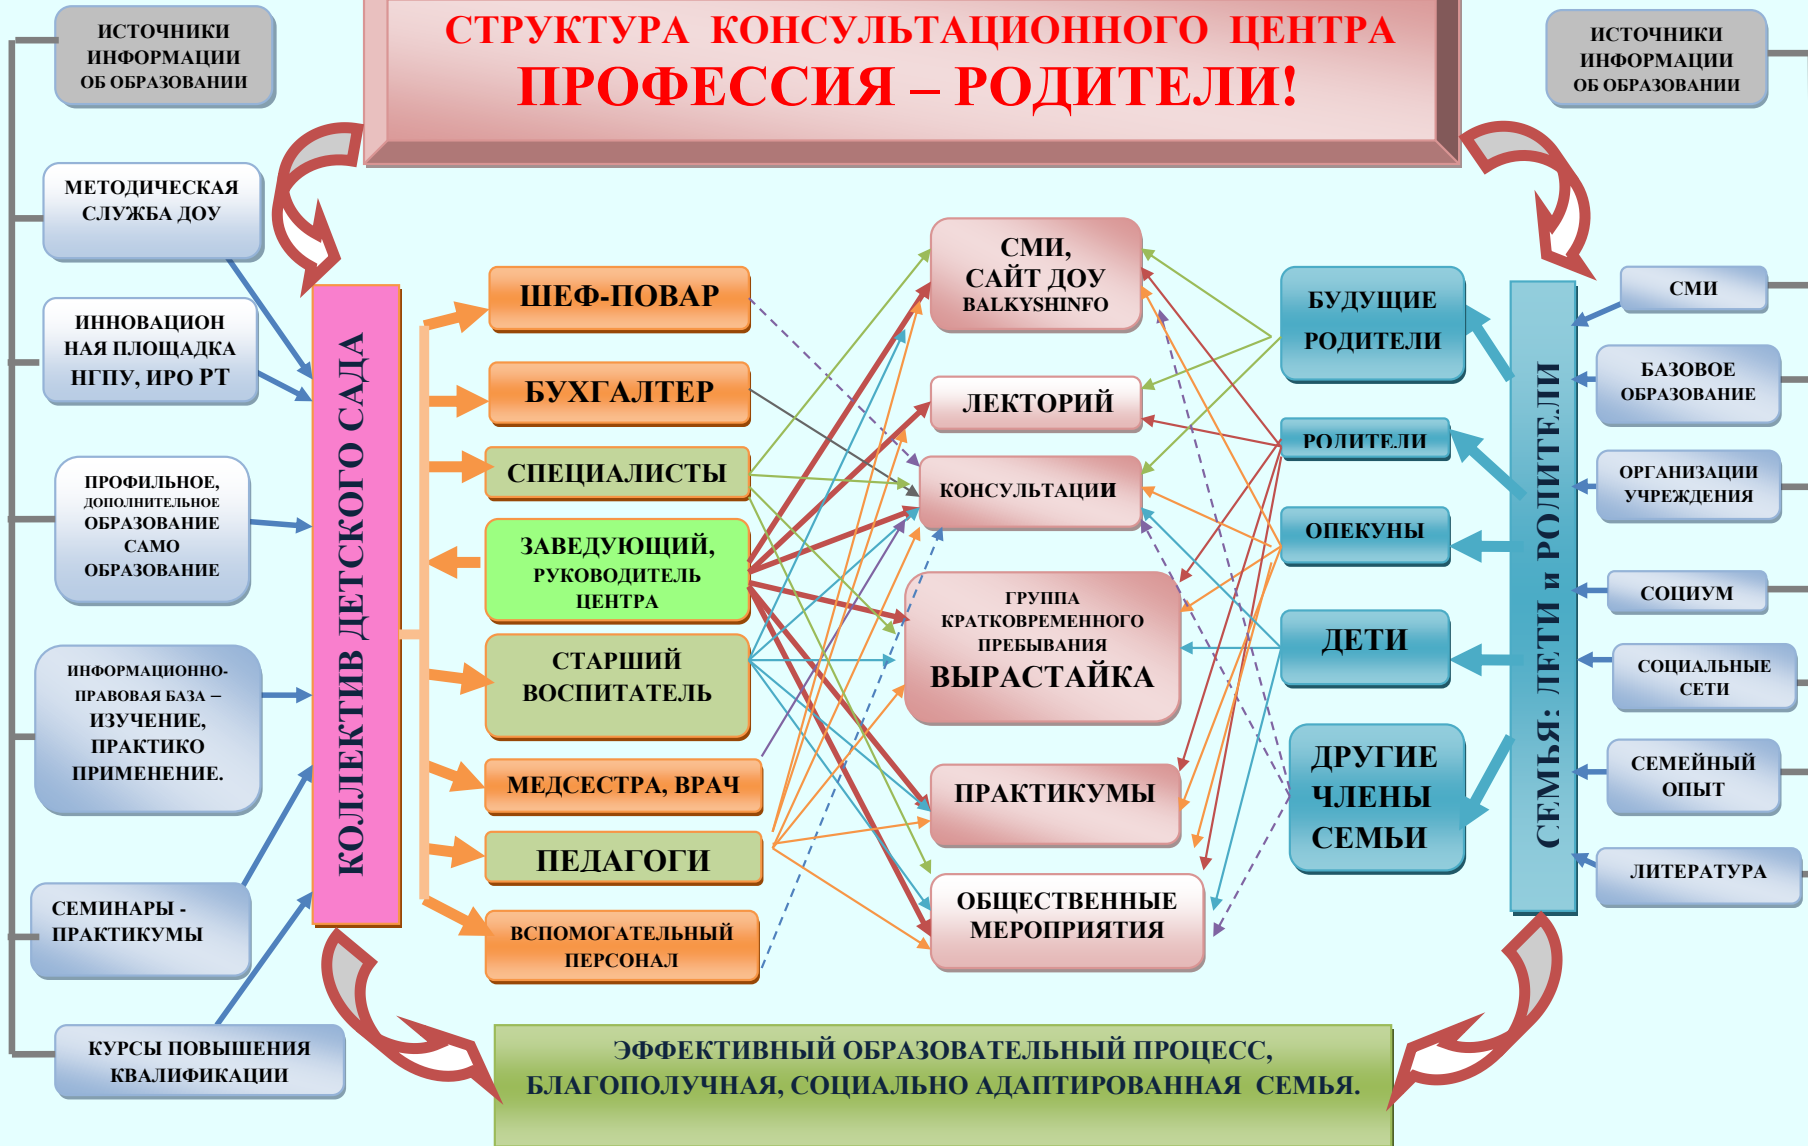 СТРУКТУРА КОНСУЛЬТАЦИОННОГО ЦЕНТРА
ПРОФЕССИЯ – РОДИТЕЛИ!
ИСТОЧНИКИ
ИНФОРМАЦИИ
ОБ ОБРАЗОВАНИИ
МЕТОДИЧЕСКАЯ
СЛУЖБА ДОУ
ИННОВАЦИОН
НАЯ ПЛОЩАДКА
НГПУ, ИРО РТ
ПРОФИЛЬНОЕ,
ДОПОЛНИТЕЛЬНОЕ
ОБРАЗОВАНИЕ
САМО
ОБРАЗОВАНИЕ
ИНФОРМАЦИОННО-
ПРАВОВАЯ БАЗА –
ИЗУЧЕНИЕ,
ПРАКТИКО
ПРИМЕНЕНИЕ.
СЕМИНАРЫ -
ПРАКТИКУМЫ
КУРСЫ ПОВЫШЕНИЯ
КВАЛИФИКАЦИИ
КОЛЛЕКТИВ ДЕТСКОГО САДА
ШЕФ-ПОВАР
БУХГАЛТЕР
СПЕЦИАЛИСТЫ
ЗАВЕДУЮЩИЙ,
РУКОВОДИТЕЛЬ
ЦЕНТРА
СТАРШИЙ
ВОСПИТАТЕЛЬ
МЕДСЕСТРА, ВРАЧ
ПЕДАГОГИ
ВСПОМОГАТЕЛЬНЫЙ
ПЕРСОНАЛ
СМИ,
САЙТ ДОУ
BALKYSHINFO
ЛЕКТОРИЙ
КОНСУЛЬТАЦИИ
ГРУППА
КРАТКОВРЕМЕННОГО
ПРЕБЫВАНИЯ
ВЫРАСТАЙКА
ПРАКТИКУМЫ
ОБЩЕСТВЕННЫЕ
МЕРОПРИЯТИЯ
БУДУЩИЕ
РОДИТЕЛИ
РОДИТЕЛИ
ОПЕКУНЫ
ДЕТИ
ДРУГИЕ
ЧЛЕНЫ
СЕМЬИ
СЕМЬЯ: ДЕТИ и РОДИТЕЛИ
ИСТОЧНИКИ
ИНФОРМАЦИИ
ОБ ОБРАЗОВАНИИ
СМИ
БАЗОВОЕ
ОБРАЗОВАНИЕ
ОРГАНИЗАЦИИ
УЧРЕЖДЕНИЯ
СОЦИУМ
СОЦИАЛЬНЫЕ
СЕТИ
СЕМЕЙНЫЙ
ОПЫТ
ЛИТЕРАТУРА
ЭФФЕКТИВНЫЙ ОБРАЗОВАТЕЛЬНЫЙ ПРОЦЕСС,
БЛАГОПОЛУЧНАЯ, СОЦИАЛЬНО АДАПТИРОВАННАЯ СЕМЬЯ.